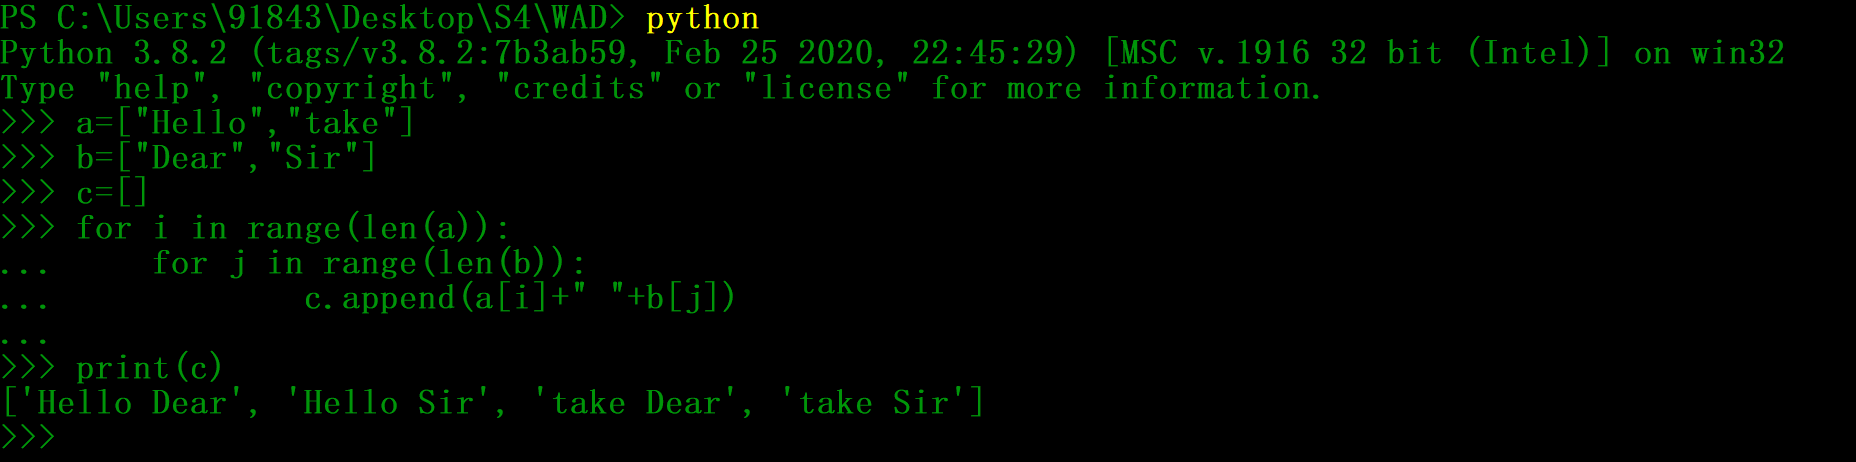 PS C:\Users\91843\Desktop\S4\WAD> python
Python 3.8.2 (tags/v3.8.2:7b3ab59, Feb 25 2020, 22:45:29) [MSC v.1916 32 bit (Intel)] on win32
Type "help", "copyright", "credits" or "license" for more information.
>>> a=["Hello","take"]
>>> b=["Dear","Sir"]
>>> c=[]
>>> for i in range(len(a)):
...     for j in range(len(b)):
...             c.append(a[i]+" "+b[j])
...
>>> print(c)
['Hello Dear', 'Hello Sir', 'take Dear', 'take Sir']
>>>